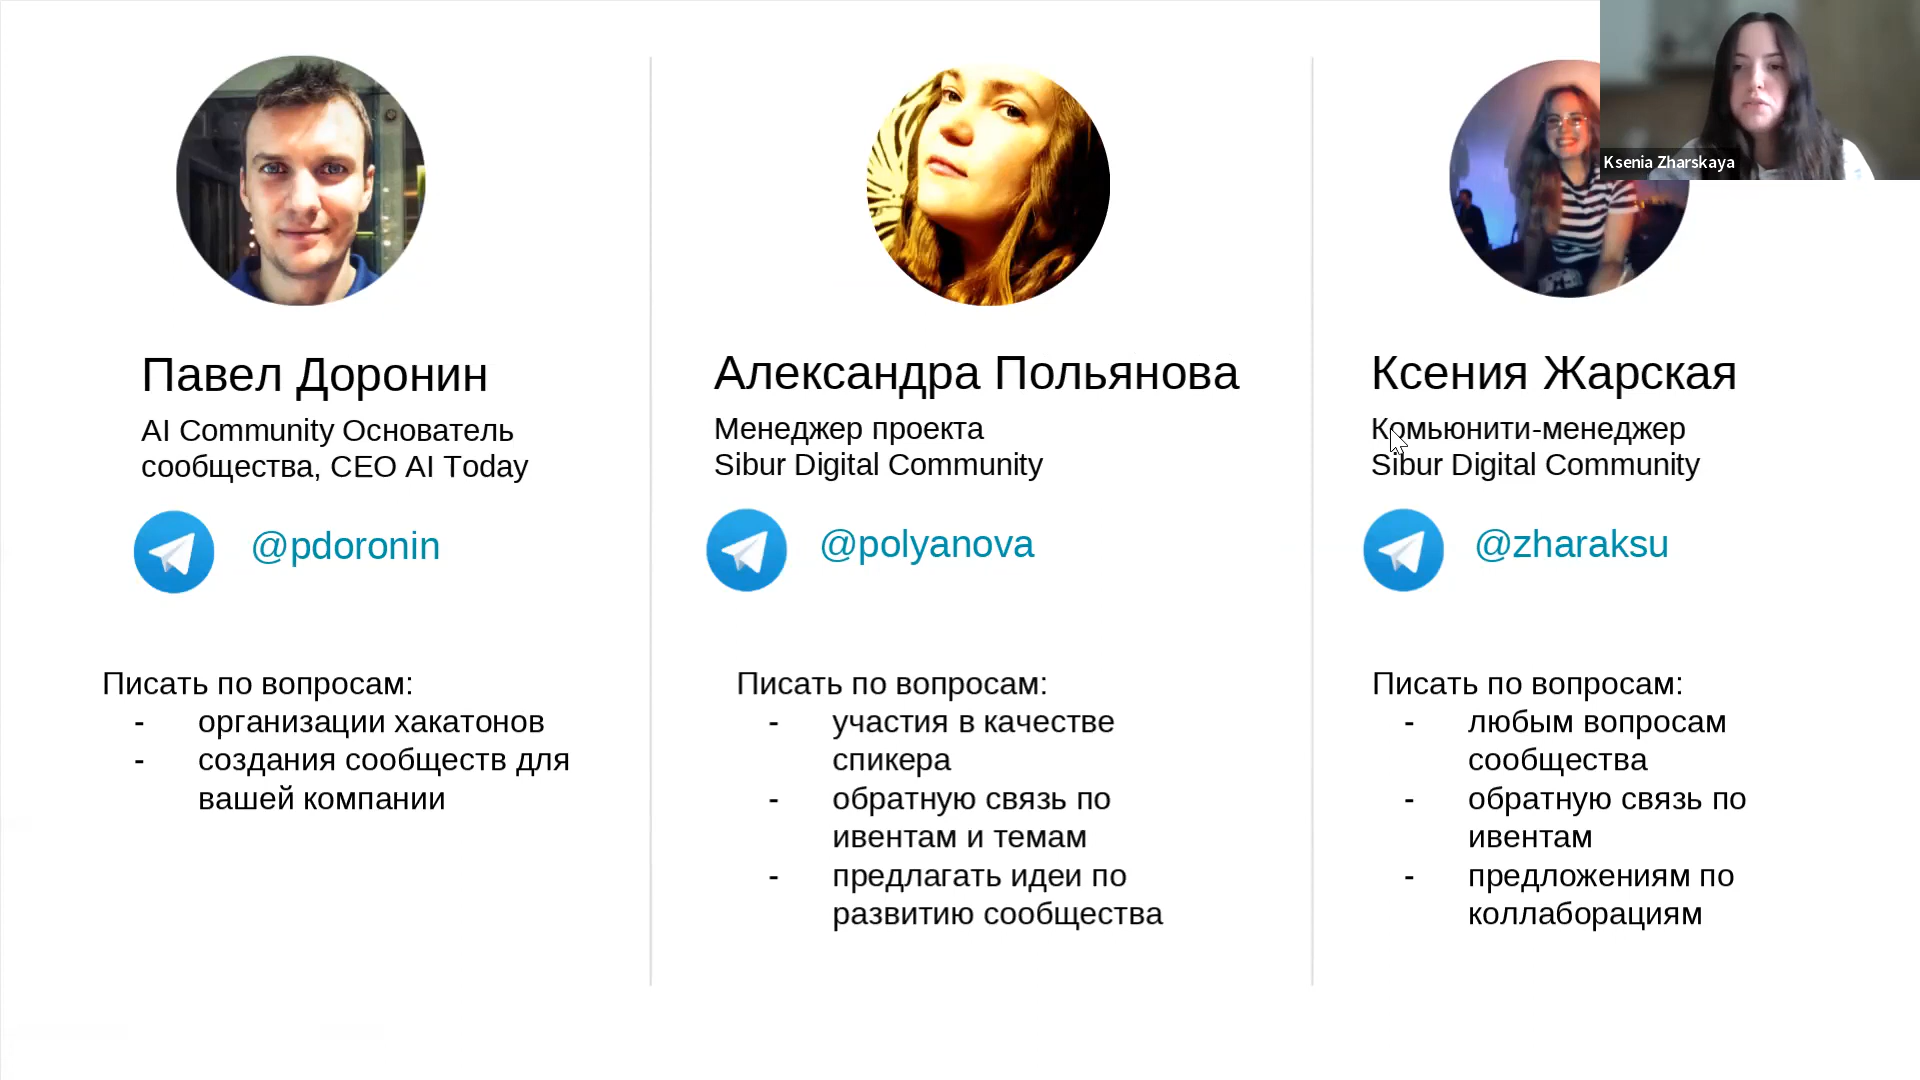 Ksenia Zharskaya
Павел Доронин
AI Community Основатель
сообщества, CEO AI Today
@pdoronin
Писать по вопросам:
- организации хакатонов
- создания сообществ для
вашей компании
Александра Польянова
Менеджер проекта
Sibur Digital Community
@polyanova
Писать по вопросам:
- участия в качестве
спикера
- обратную связь по
ивентам и темам
- предлагать идеи по
развитию сообщества
Ксения Жарская
Комьюнити-менеджер
Sibur Digital Community
@zharaksu
Писать по вопросам:
- любым вопросам
сообщества
- обратную связь по
ивентам
- предложениям по
коллаборациям